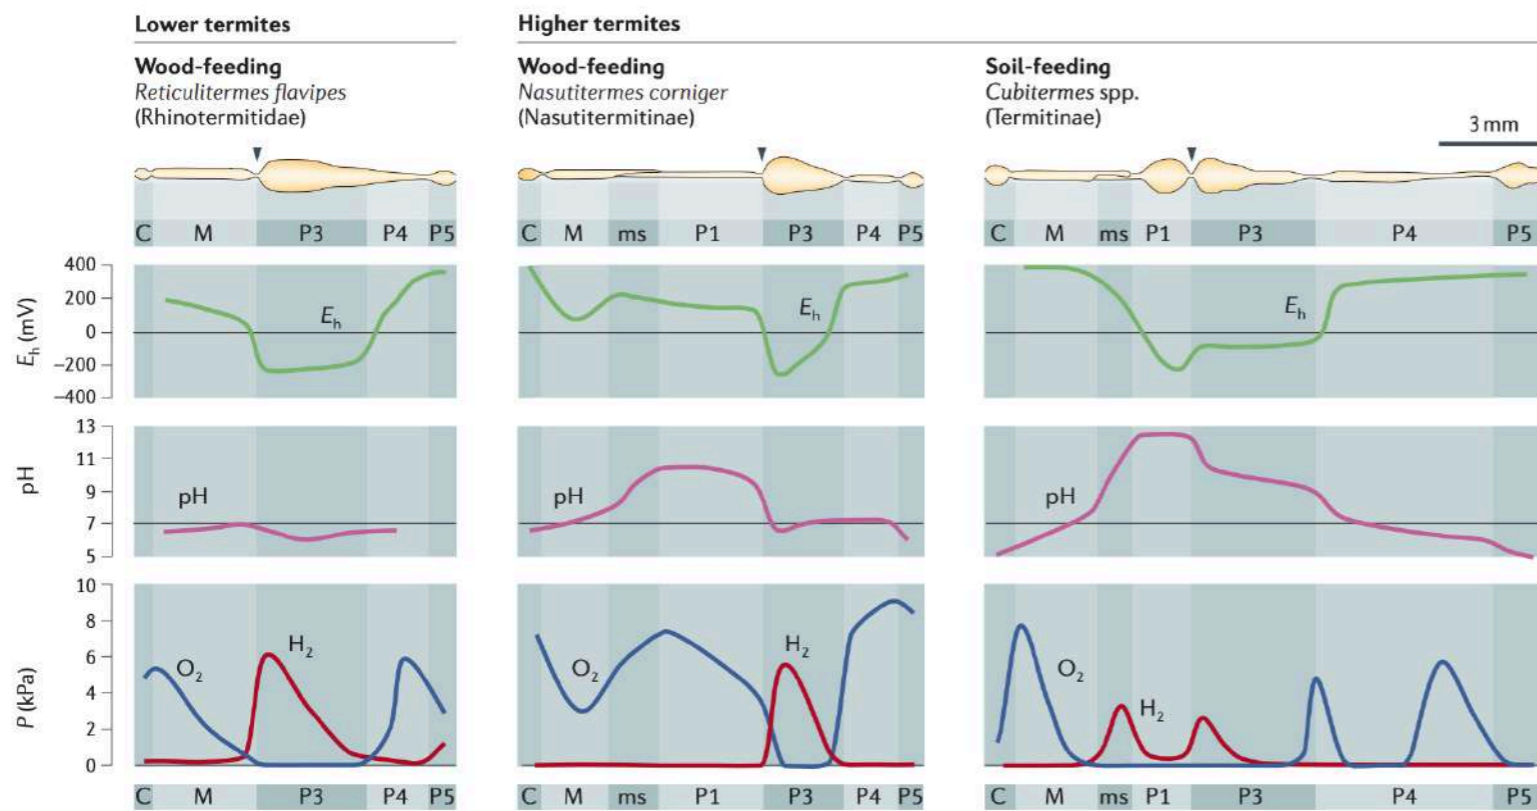 Lower termites
Higher termites
Wood-feeding
Reticulitermes flavipes
(Rhinotermitidae)
Wood-feeding
Nasutitermes corniger
(Nasutitermitinae)
Soil-feeding
Cubitermes spp.
(Termitinae)
3 mm
C M P3 P4 P5
C M ms P1 P3 P4 P5
C M ms P1 P3 P4 P5
Eh (mV)
400
200
0
–200
–400
Eh
Eh
Eh
pH
13
11
9
7
5
pH
pH
pH
P (kPa)
10
8
6
4
2
0
O2
H2
O2
H2
O2
H2
C M P3 P4 P5
C M ms P1 P3 P4 P5
C M ms P1 P3 P4 P5